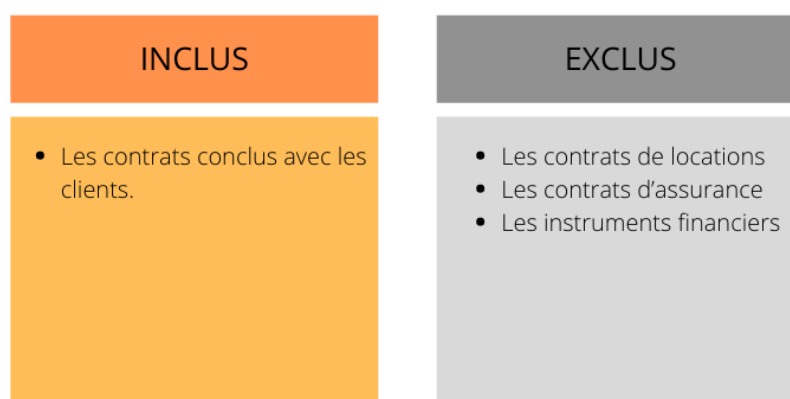 INCLUS
• Les contrats conclus avec les
clients.
EXCLUS
• Les contrats de locations
• Les contrats d’assurance
• Les instruments financiers